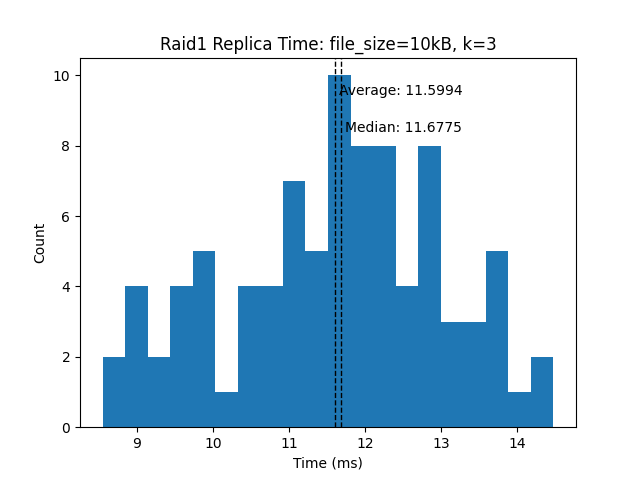 Raid1 Replica Time: file_size=10kB, k=3
10
Average: 11.5994
Median: 11.6775
8
6
Count
4
2
0
9 10 11 12 13 14
Time (ms)